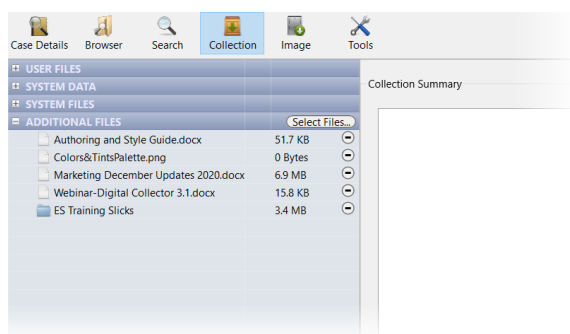 Case Details Browser Search Collection Image Tools
USER FILES
SYSTEM DATA
Collection Summary
SYSTEM FILES
ADDITIONAL FILES Select Files...
Authoring and Style Guide.docx 51.7 KB
Colors&TintsPalette.png 0 Bytes
Marketing December Updates 2020.docx 6.9 MB
Webinar-Digital Collector 3.1.docx 15.8 KB
ES Training Slicks 3.4 MB